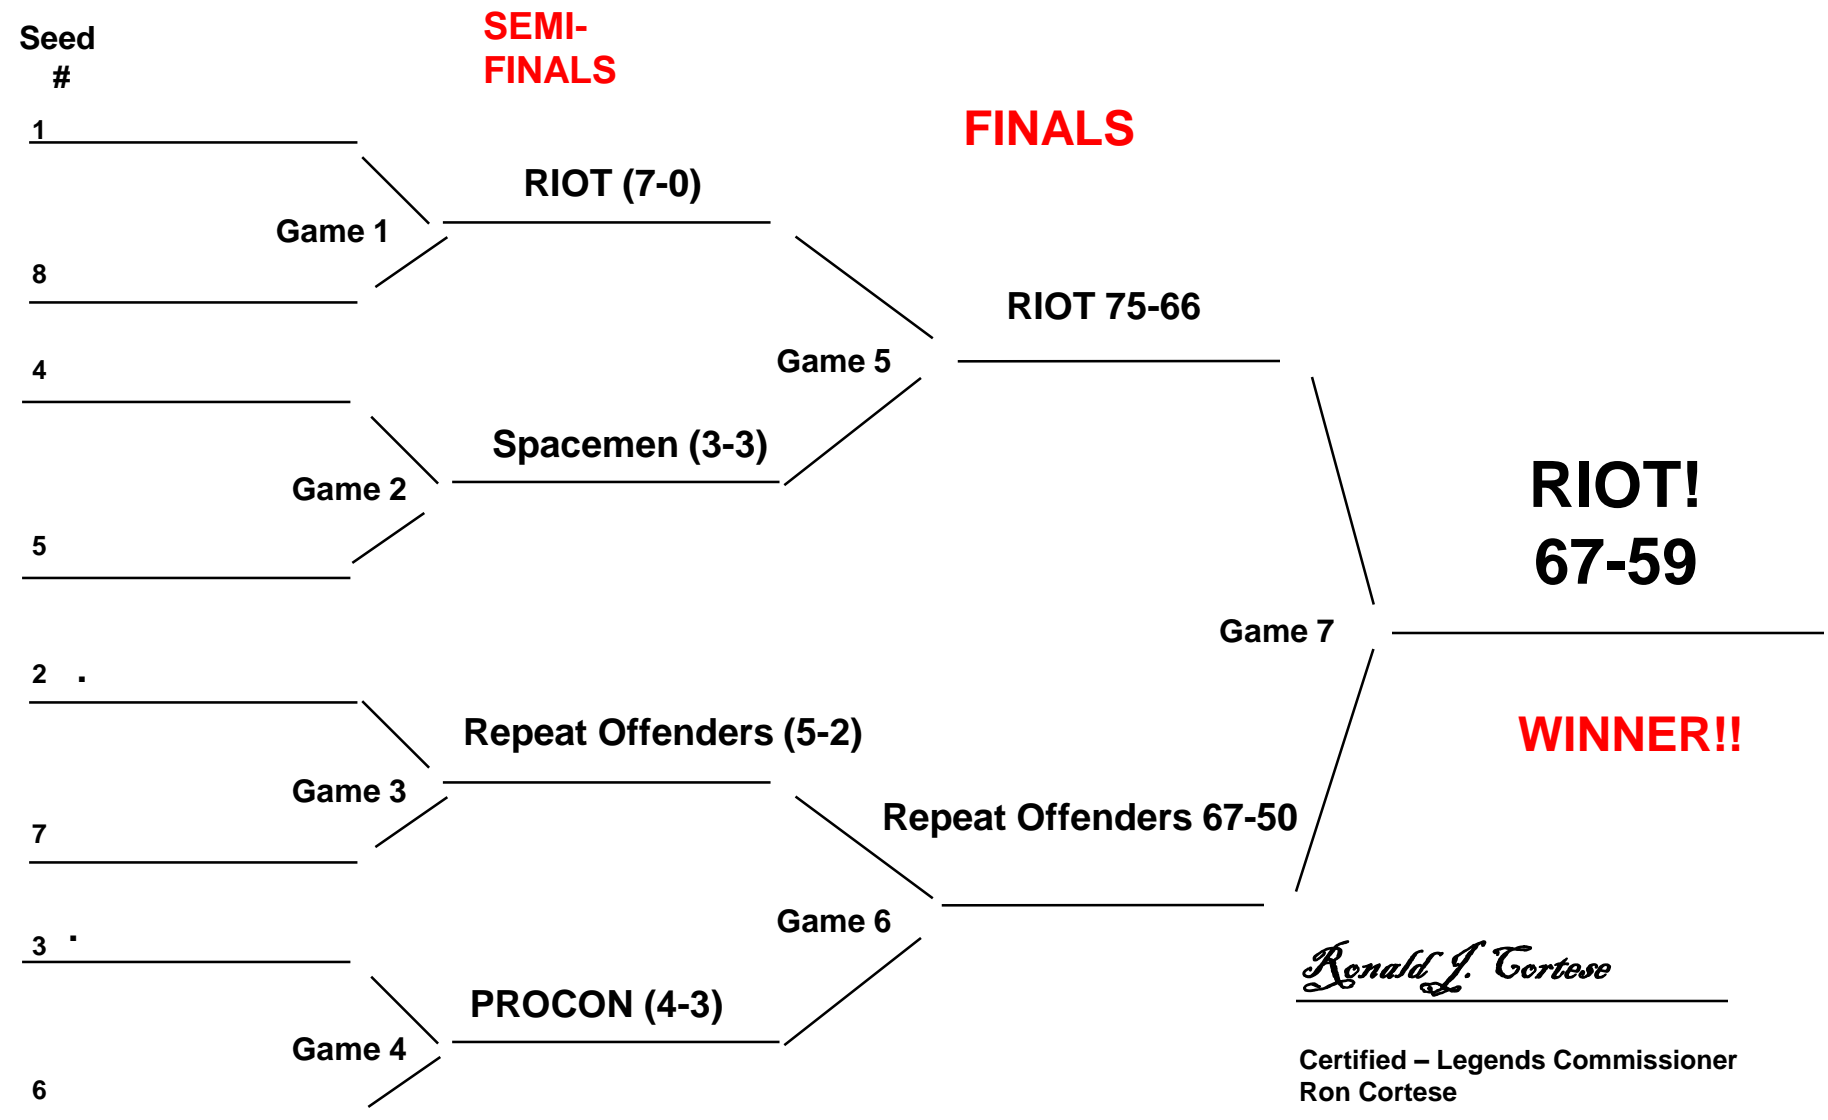 Seed
#
SEMI-
FINALS
FINALS
1
RIOT (7-0)
Game 1
8
RIOT 75-66
4
Game 5
Spacemen (3-3)
Game 2
RIOT!
67-59
5
Game 7
2 .
Repeat Offenders (5-2)
WINNER!!
Game 3
Repeat Offenders 67-50
7
Game 6
3 .
Ronald J. Cortese
PROCON (4-3)
Game 4
Certified – Legends Commissioner
Ron Cortese
6